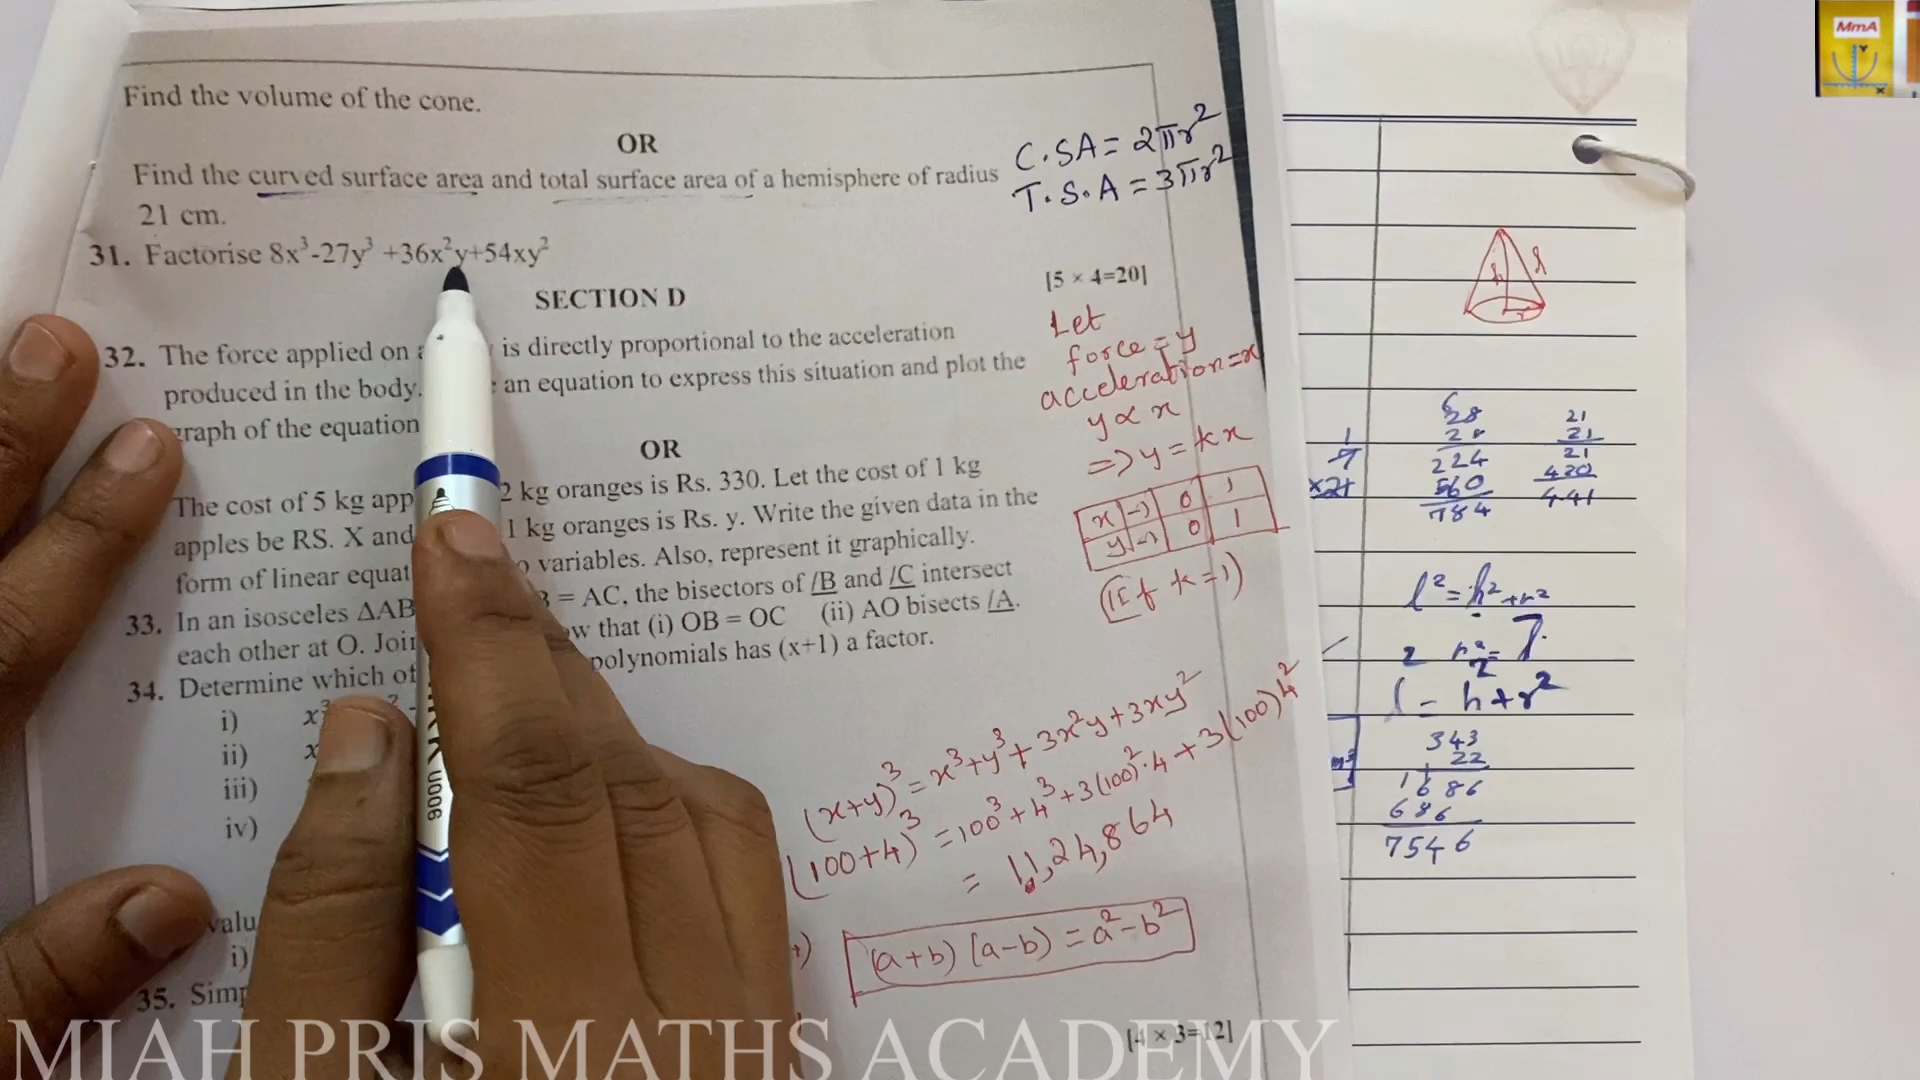 MmA
Y
X
Find the volume of the cone.
OR
Find the curved surface area and total surface area of a hemisphere of radius
21 cm.
C.SA = 2πr²
T.S.A = 3πr²
31. Factorise 8x³-27y³ +36x²y+54xy²
[5 × 4=20]
SECTION D
32. The force applied on a is directly proportional to the acceleration
produced in the body. an equation to express this situation and plot the
graph of the equation
OR
The cost of 5 kg app 2 kg oranges is Rs. 330. Let the cost of 1 kg
apples be RS. X and 1 kg oranges is Rs. y. Write the given data in the
form of linear equat variables. Also, represent it graphically.
33. In an isosceles ΔAB = AC, the bisectors of ∠B and ∠C intersect
each other at O. Joi ow that (i) OB = OC (ii) AO bisects ∠A.
34. Determine which of polynomials has (x+1) a factor.
i)
ii)
iii)
iv)
valu
i)
35. Simp
Let
force = y
acceleration = x
y ∝ x
=> y = kx
x -1 0 1
y -1 0 1
(If k=1)
(x+y)³ = x³+y³+3x²y+3xy²
(100+4)³ = 100³+4³+3(100)²·4+3(100)4²
= 11,24,864
(a+b) (a-b) = a²-b²
[4 × 3=12]
h l
r
28
28
224
560
784
21
21
21
420
441
l² = h²+r²
l = h+r²
343
22
686
686
7546
MIAH PRIS MATHS ACADEMY